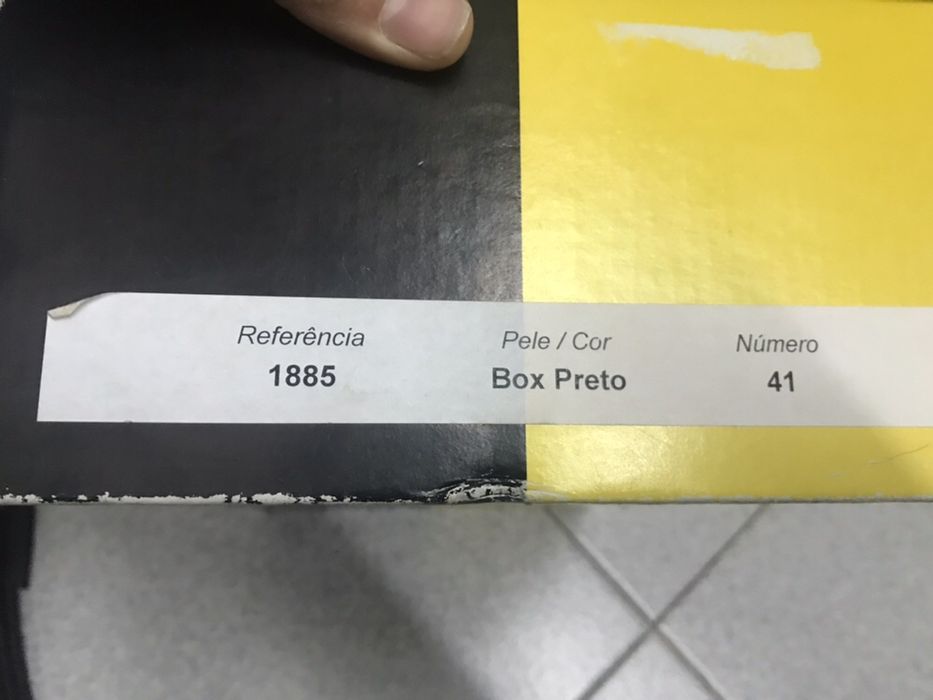 Referência Pele / Cor Número
1885 Box Preto 41